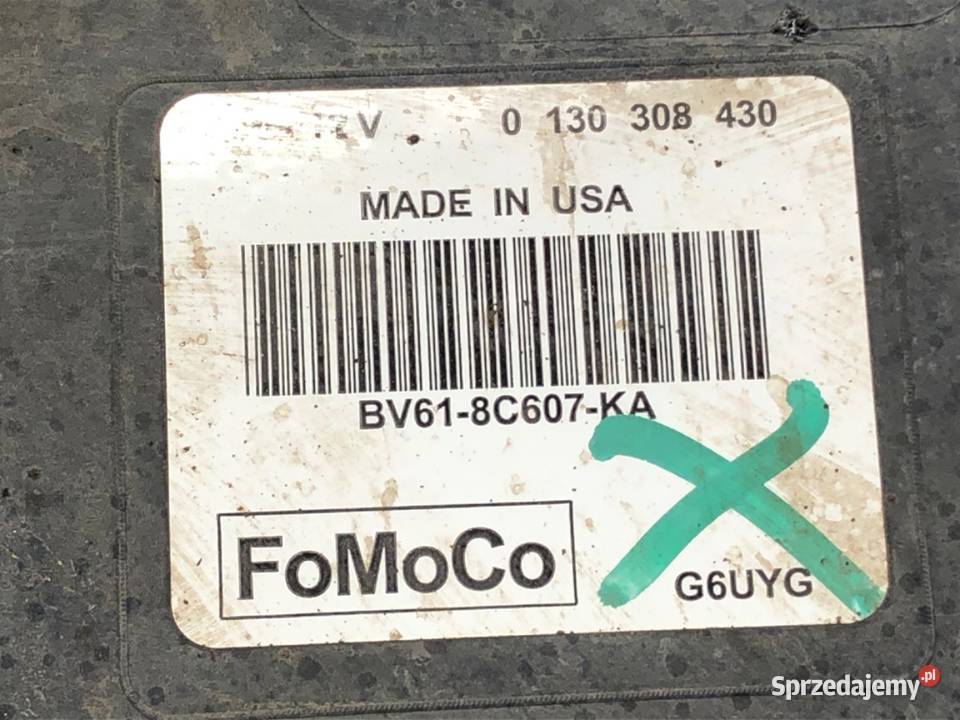 V 0 130 308 430
MADE IN USA
BV61-8C607-KA
FoMoCo
G6UYG
Sprzedajemy.pl